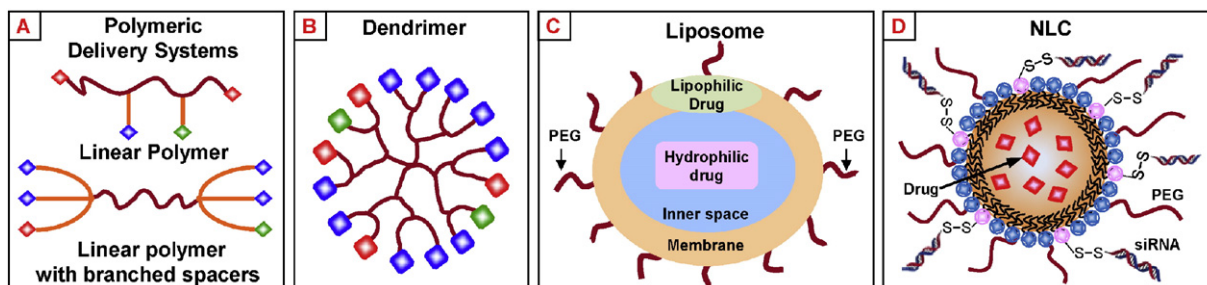 A
Polymeric
Delivery Systems
Linear Polymer
Linear polymer
with branched spacers
B
Dendrimer
C
Liposome
Lipophilic
Drug
PEG
PEG
Hydrophilic
drug
Inner space
Membrane
D
NLC
S-S
S-S
S-S
S-S
Drug
S-S
PEG
S-S
S-S
siRNA